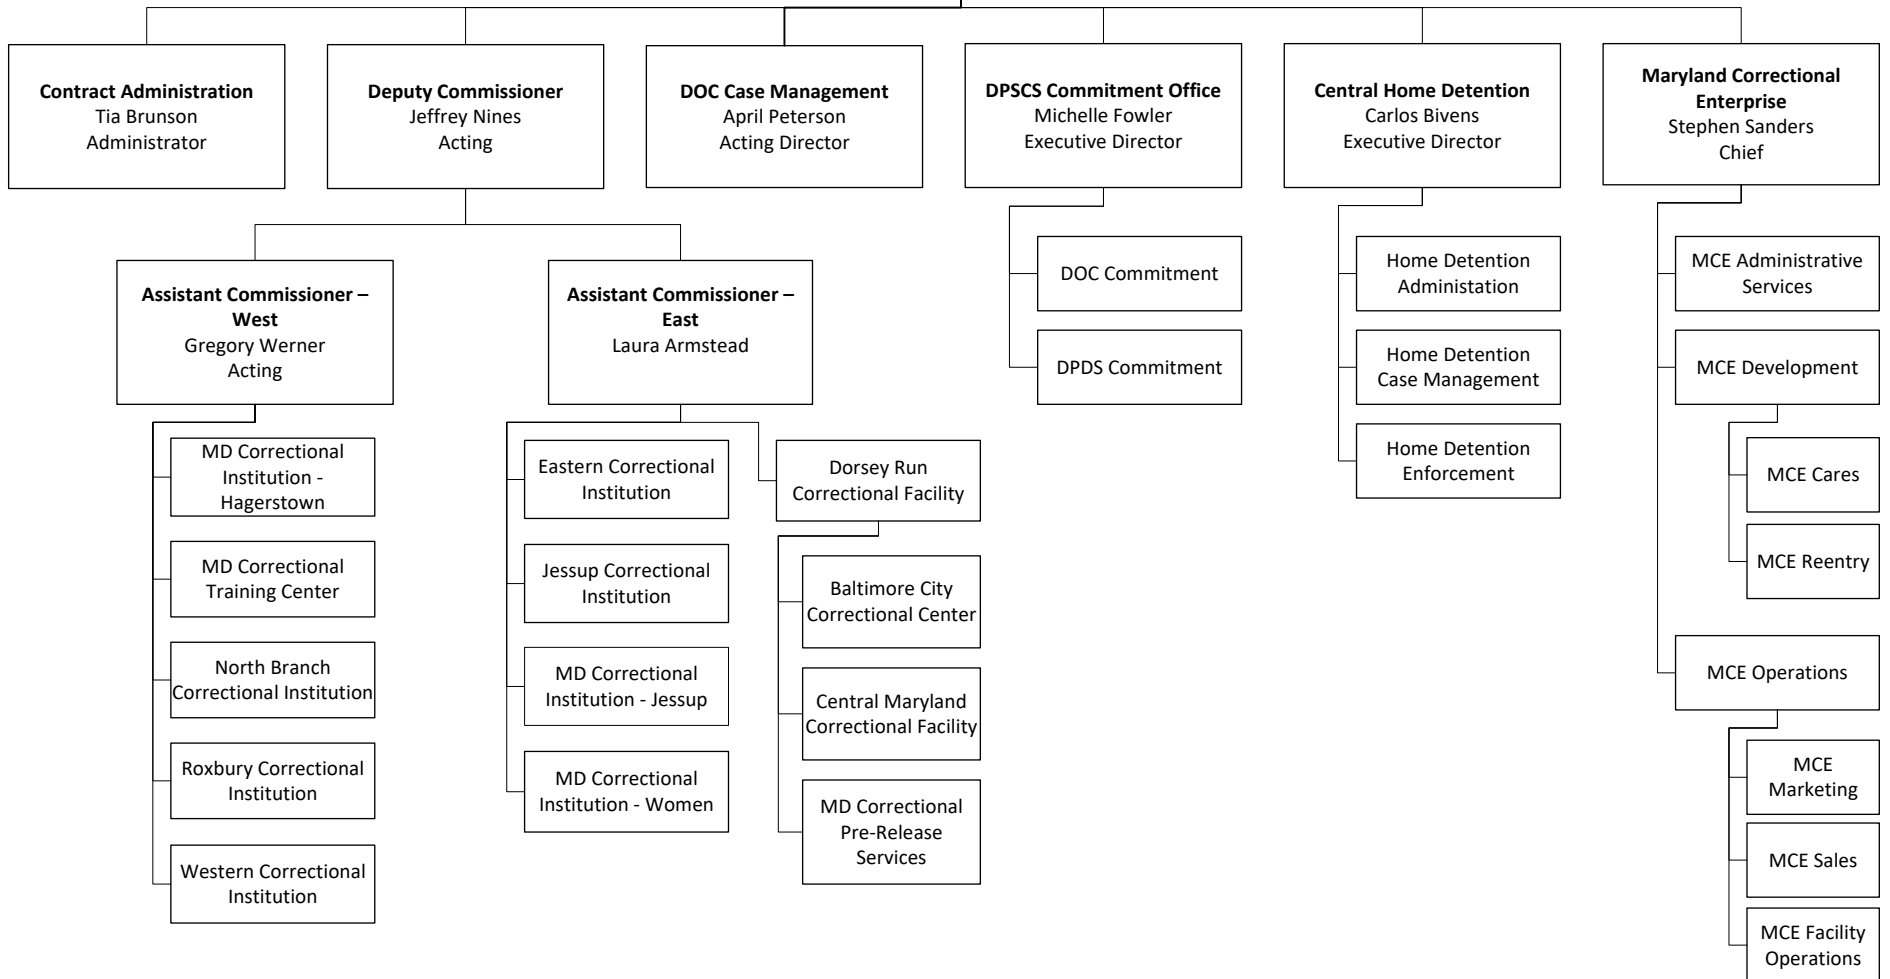 Contract Administration
Tia Brunson
Administrator
Deputy Commissioner
Jeffrey Nines
Acting
DOC Case Management
April Peterson
Acting Director
DPSCS Commitment Office
Michelle Fowler
Executive Director
Central Home Detention
Carlos Bivens
Executive Director
Maryland Correctional
Enterprise
Stephen Sanders
Chief
Assistant Commissioner –
West
Gregory Werner
Acting
MD Correctional
Institution -
Hagerstown
MD Correctional
Training Center
North Branch
Correctional Institution
Roxbury Correctional
Institution
Western Correctional
Institution
Assistant Commissioner –
East
Laura Armstead
Eastern Correctional
Institution
Jessup Correctional
Institution
MD Correctional
Institution - Jessup
MD Correctional
Institution - Women
Dorsey Run
Correctional Facility
Baltimore City
Correctional Center
Central Maryland
Correctional Facility
MD Correctional
Pre-Release
Services
DOC Commitment
DPDS Commitment
Home Detention
Administation
Home Detention
Case Management
Home Detention
Enforcement
MCE Administrative
Services
MCE Development
MCE Cares
MCE Reentry
MCE Operations
MCE
Marketing
MCE Sales
MCE Facility
Operations